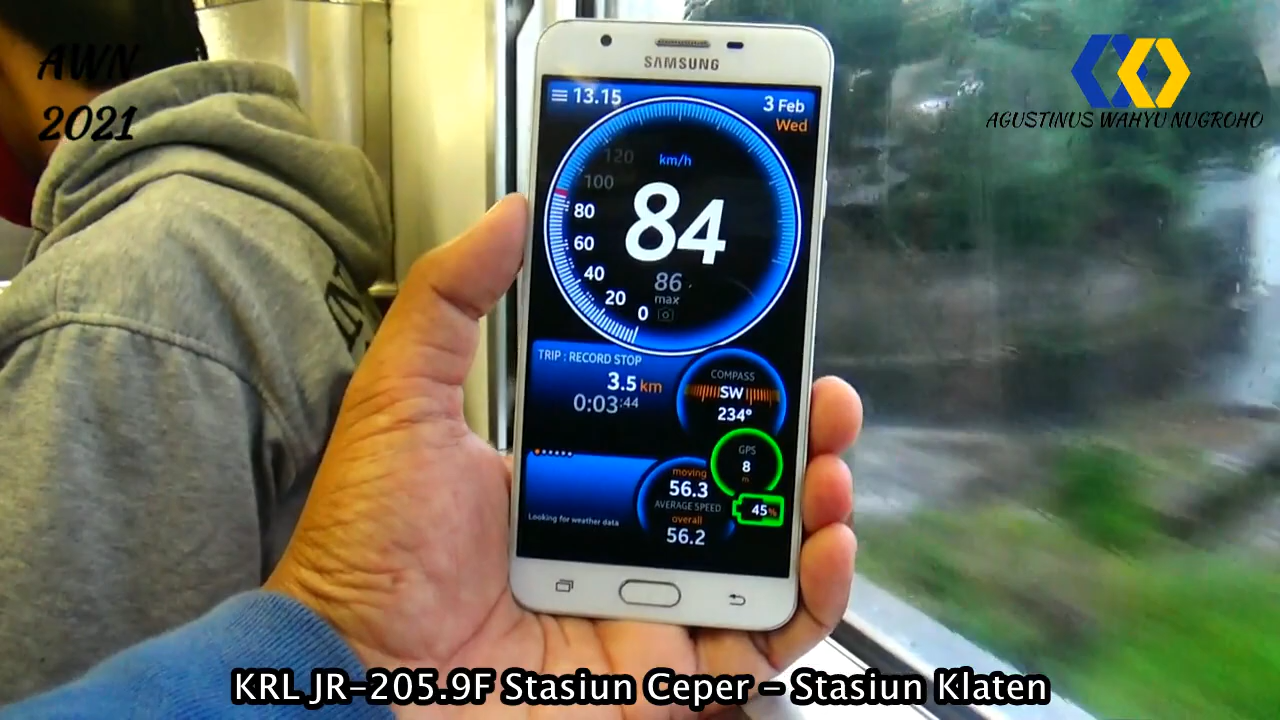 AWN
2021
AGUSTINUS WAHYU NUGROHO
SAMSUNG
13.15
3 Feb
Wed
km/h
120
100
80
60
40
20
0
84
86
max
TRIP : RECORD STOP
3.5 km
0:03:44
COMPASS
SW
234°
GPS
8
m
moving
56.3
AVERAGE SPEED
overall
56.2
45%
Looking for weather data
KRL JR-205.9F Stasiun Ceper - Stasiun Klaten